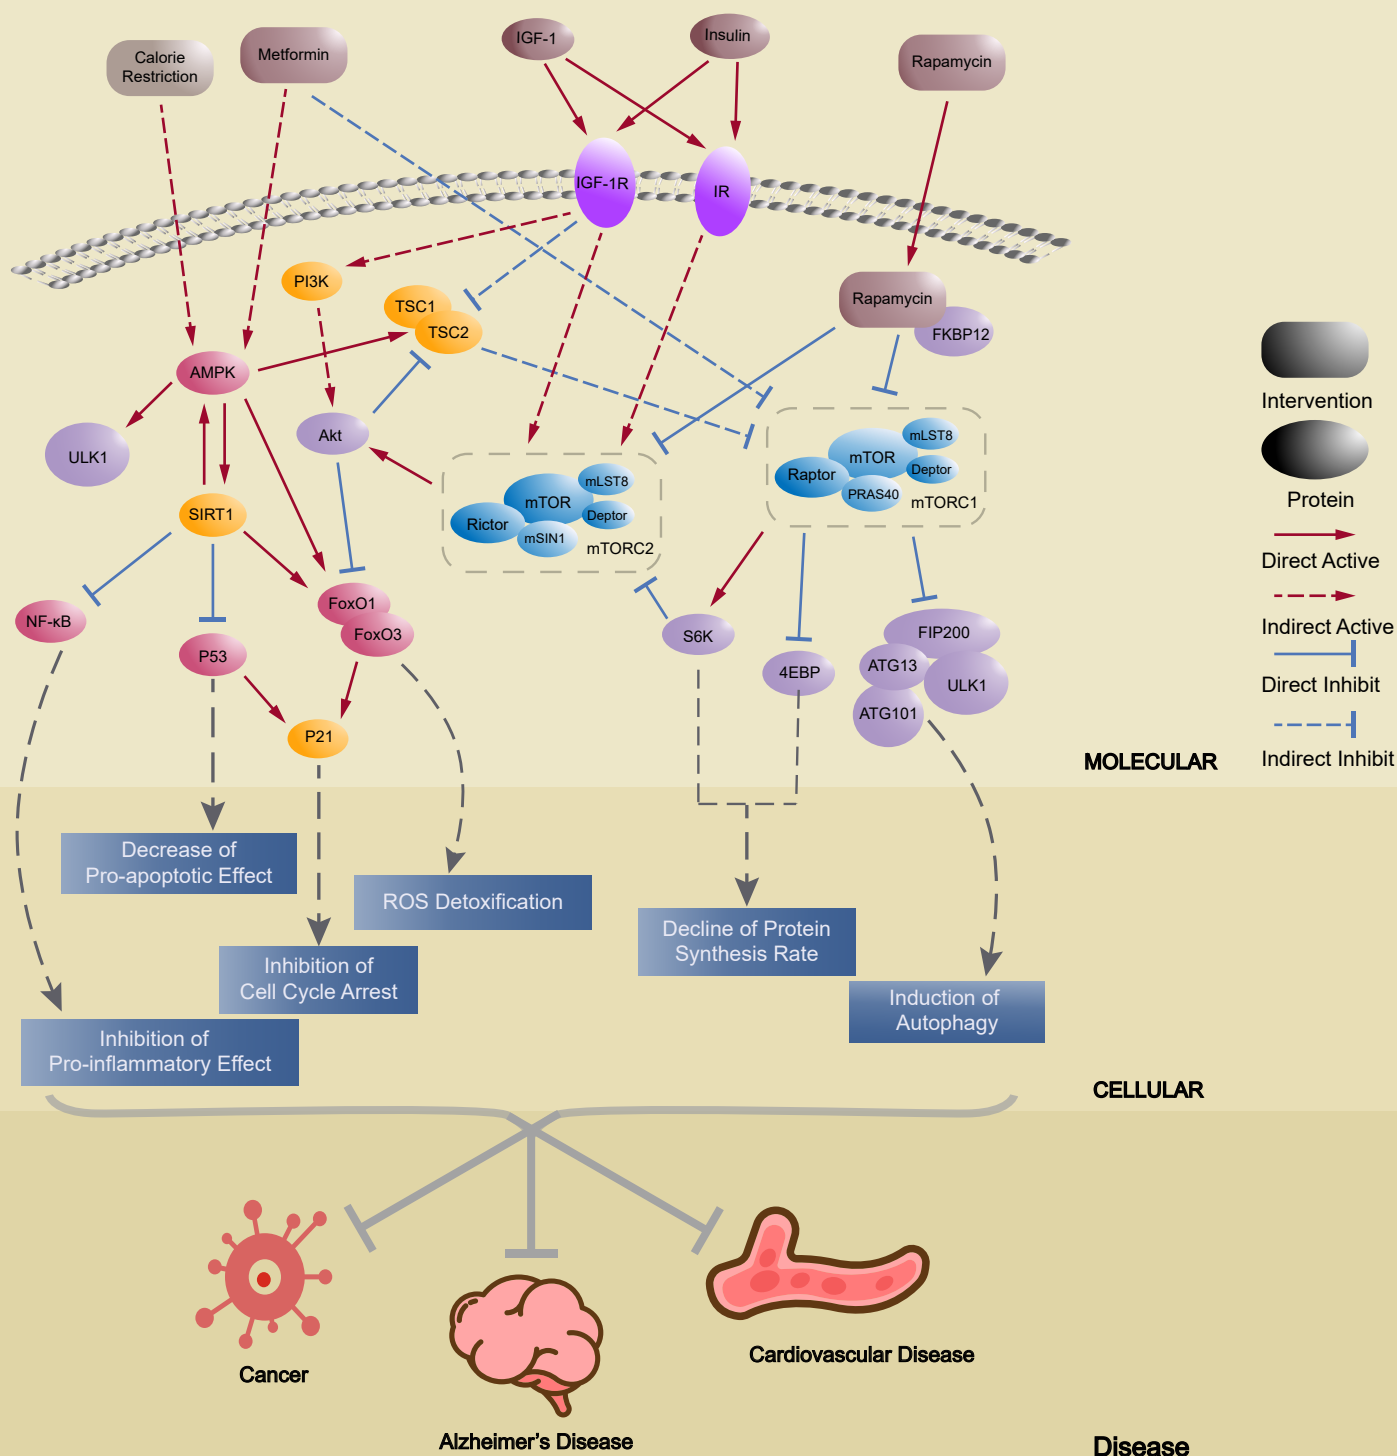 Calorie
Restriction
Metformin
IGF-1
Insulin
Rapamycin
IGF-1R
IR
PI3K
TSC1
TSC2
Rapamycin
FKBP12
AMPK
ULK1
Akt
SIRT1
mTOR
mLST8
Rictor
Deptor
mSIN1
mTORC2
mTOR
mLST8
Raptor
Deptor
PRAS40
mTORC1
NF-κB
P53
FoxO1
FoxO3
P21
S6K
4EBP
FIP200
ATG13
ULK1
ATG101
Intervention
Protein
Direct Active
Indirect Active
Direct Inhibit
Indirect Inhibit
MOLECULAR
Decrease of
Pro-apoptotic Effect
ROS Detoxification
Decline of Protein
Synthesis Rate
Inhibition of
Cell Cycle Arrest
Induction of
Autophagy
Inhibition of
Pro-inflammatory Effect
CELLULAR
Cancer
Alzheimer's Disease
Cardiovascular Disease
Disease